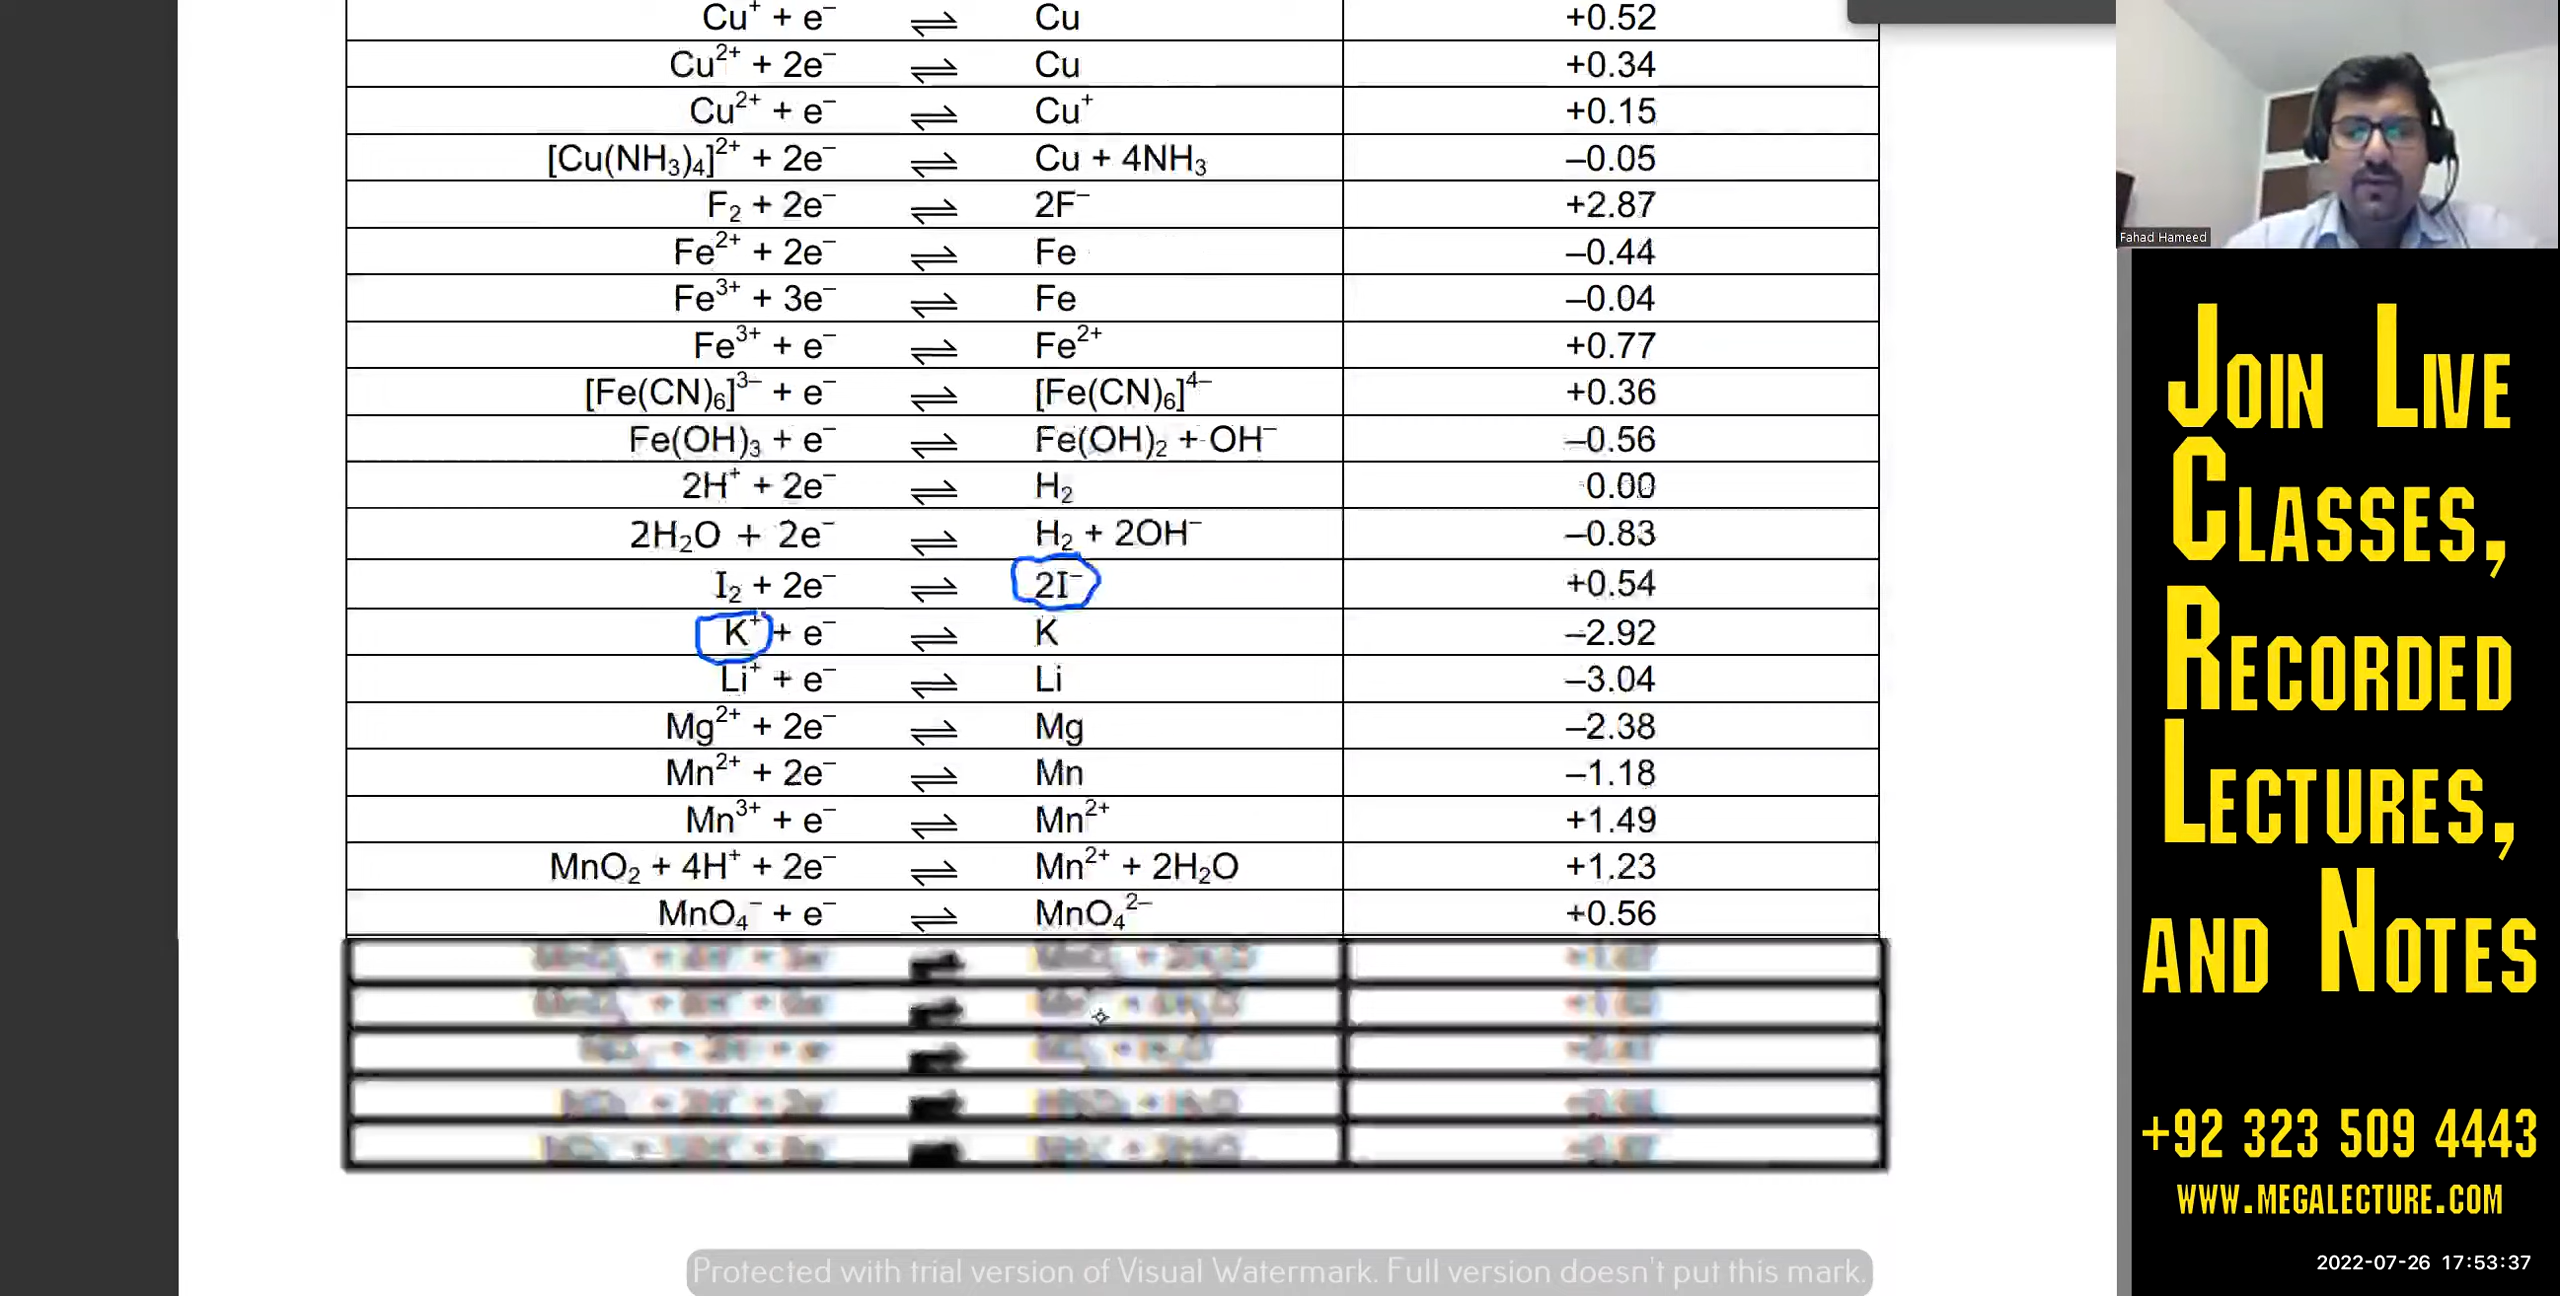 Cu⁺ + e⁻ ⇌ Cu +0.52
Cu²⁺ + 2e⁻ ⇌ Cu +0.34
Cu²⁺ + e⁻ ⇌ Cu⁺ +0.15
[Cu(NH₃)₄]²⁺ + 2e⁻ ⇌ Cu + 4NH₃ –0.05
F₂ + 2e⁻ ⇌ 2F⁻ +2.87
Fe²⁺ + 2e⁻ ⇌ Fe –0.44
Fe³⁺ + 3e⁻ ⇌ Fe –0.04
Fe³⁺ + e⁻ ⇌ Fe²⁺ +0.77
[Fe(CN)₆]³⁻ + e⁻ ⇌ [Fe(CN)₆]⁴⁻ +0.36
Fe(OH)₃ + e⁻ ⇌ Fe(OH)₂ + OH⁻ –0.56
2H⁺ + 2e⁻ ⇌ H₂ 0.00
2H₂O + 2e⁻ ⇌ H₂ + 2OH⁻ –0.83
I₂ + 2e⁻ ⇌ 2I⁻ +0.54
K⁺ + e⁻ ⇌ K –2.92
Li⁺ + e⁻ ⇌ Li –3.04
Mg²⁺ + 2e⁻ ⇌ Mg –2.38
Mn²⁺ + 2e⁻ ⇌ Mn –1.18
Mn³⁺ + e⁻ ⇌ Mn²⁺ +1.49
MnO₂ + 4H⁺ + 2e⁻ ⇌ Mn²⁺ + 2H₂O +1.23
MnO₄⁻ + e⁻ ⇌ MnO₄²⁻ +0.56
Protected with trial version of Visual Watermark. Full version doesn't put this mark.
Fahad Hameed
JOIN LIVE
CLASSES,
RECORDED
LECTURES,
AND NOTES
+92 323 509 4443
WWW.MEGALECTURE.COM
2022-07-26 17:53:37